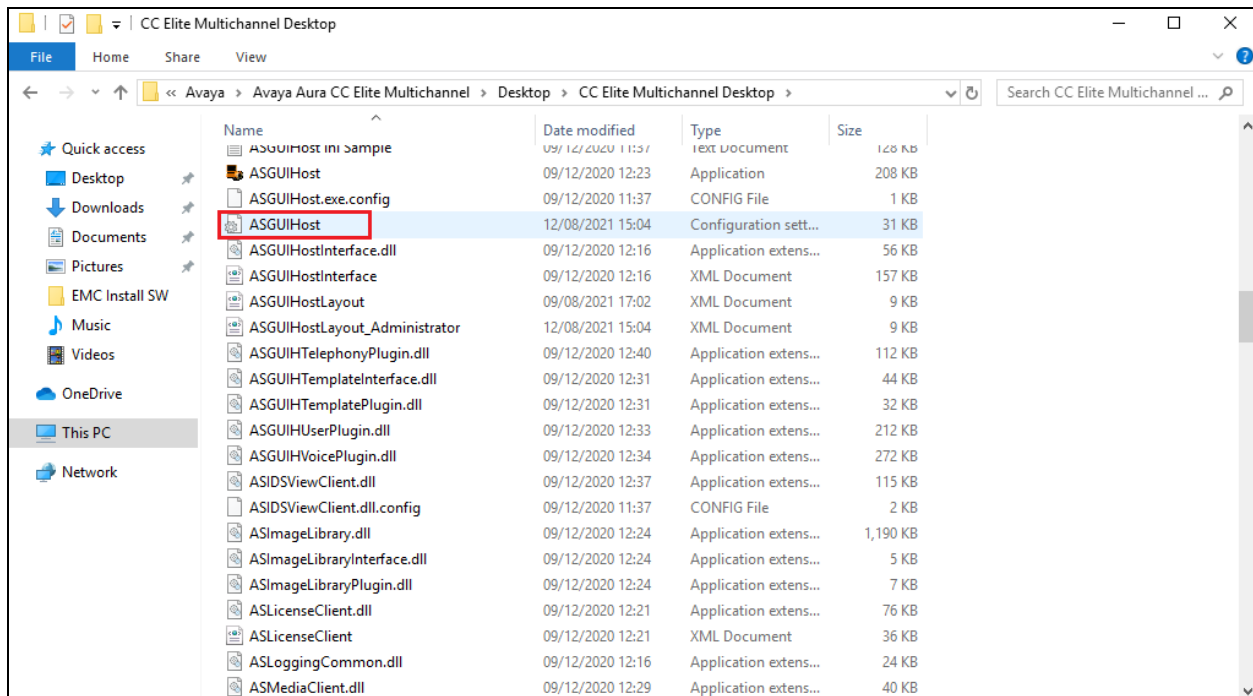 CC Elite Multichannel Desktop
File Home Share View
« Avaya > Avaya Aura CC Elite Multichannel > Desktop > CC Elite Multichannel Desktop > Search CC Elite Multichannel ...
Name Date modified Type Size
Quick access
Desktop
Downloads
Documents
Pictures
EMC Install SW
Music
Videos
OneDrive
This PC
Network
ASGUIHost INI Sample 09/12/2020 11:37 Text Document 128 KB
ASGUIHost 09/12/2020 12:23 Application 208 KB
ASGUIHost.exe.config 09/12/2020 11:37 CONFIG File 1 KB
ASGUIHost 12/08/2021 15:04 Configuration sett... 31 KB
ASGUIHostInterface.dll 09/12/2020 12:16 Application extens... 56 KB
ASGUIHostInterface 09/12/2020 12:16 XML Document 157 KB
ASGUIHostLayout 09/08/2021 17:02 XML Document 9 KB
ASGUIHostLayout_Administrator 12/08/2021 15:04 XML Document 9 KB
ASGUIHTelephonyPlugin.dll 09/12/2020 12:40 Application extens... 112 KB
ASGUIHTemplateInterface.dll 09/12/2020 12:31 Application extens... 44 KB
ASGUIHTemplatePlugin.dll 09/12/2020 12:31 Application extens... 32 KB
ASGUIHUserPlugin.dll 09/12/2020 12:33 Application extens... 212 KB
ASGUIHVoicePlugin.dll 09/12/2020 12:34 Application extens... 272 KB
ASIDSViewClient.dll 09/12/2020 12:37 Application extens... 115 KB
ASIDSViewClient.dll.config 09/12/2020 11:37 CONFIG File 2 KB
ASImageLibrary.dll 09/12/2020 12:24 Application extens... 1,190 KB
ASImageLibraryInterface.dll 09/12/2020 12:24 Application extens... 5 KB
ASImageLibraryPlugin.dll 09/12/2020 12:24 Application extens... 7 KB
ASLicenseClient.dll 09/12/2020 12:21 Application extens... 76 KB
ASLicenseClient 09/12/2020 12:21 XML Document 36 KB
ASLoggingCommon.dll 09/12/2020 12:16 Application extens... 24 KB
ASMediaClient.dll 09/12/2020 12:29 Application extens... 40 KB